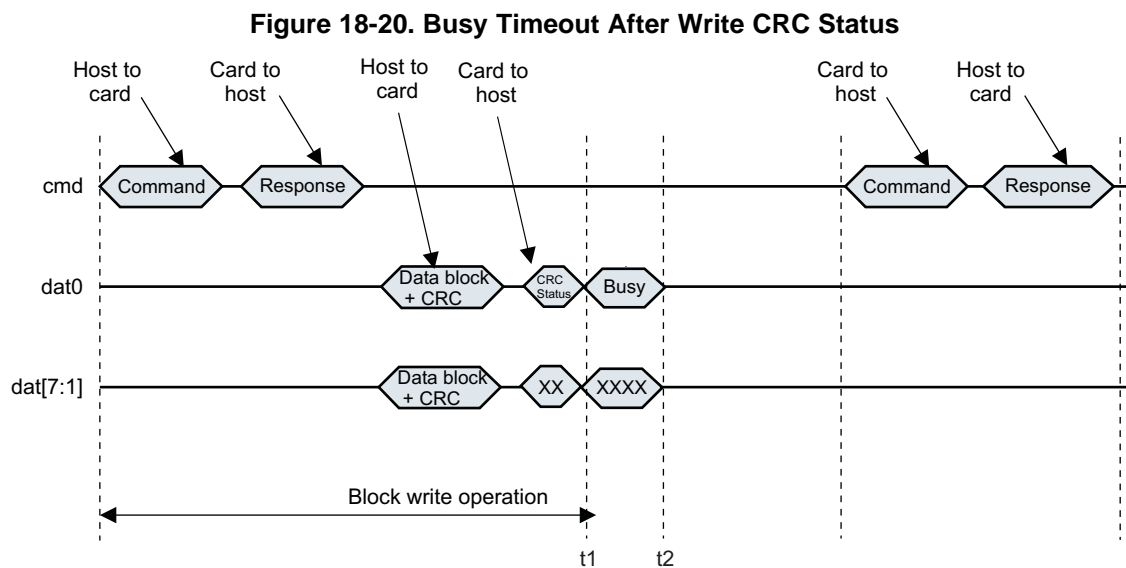 Figure 18-20. Busy Timeout After Write CRC Status
Host to
card
Card to
host
Host to
card
Card to
host
Card to
host
Host to
card
cmd
Command
Response
Command
Response
dat0
Data block
+ CRC
CRC
Status
Busy
dat[7:1]
Data block
+ CRC
XX
XXXX
Block write operation
t1
t2